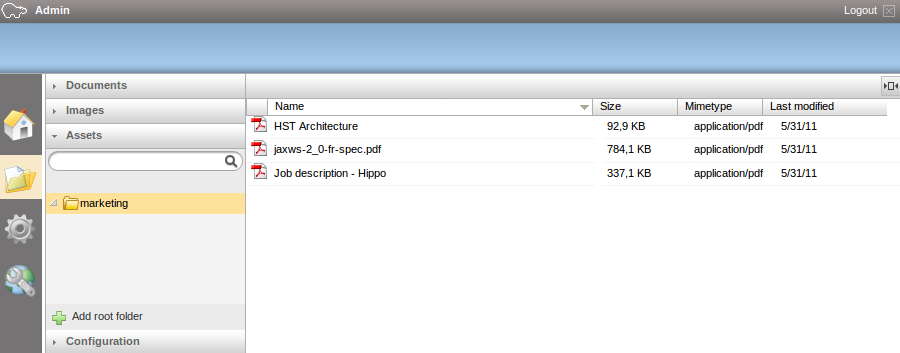 Admin
Logout
Documents
Images
Assets
marketing
Add root folder
Configuration
Name Size Mimetype Last modified
HST Architecture 92,9 KB application/pdf 5/31/11
jaxws-2_0-fr-spec.pdf 784,1 KB application/pdf 5/31/11
Job description - Hippo 337,1 KB application/pdf 5/31/11